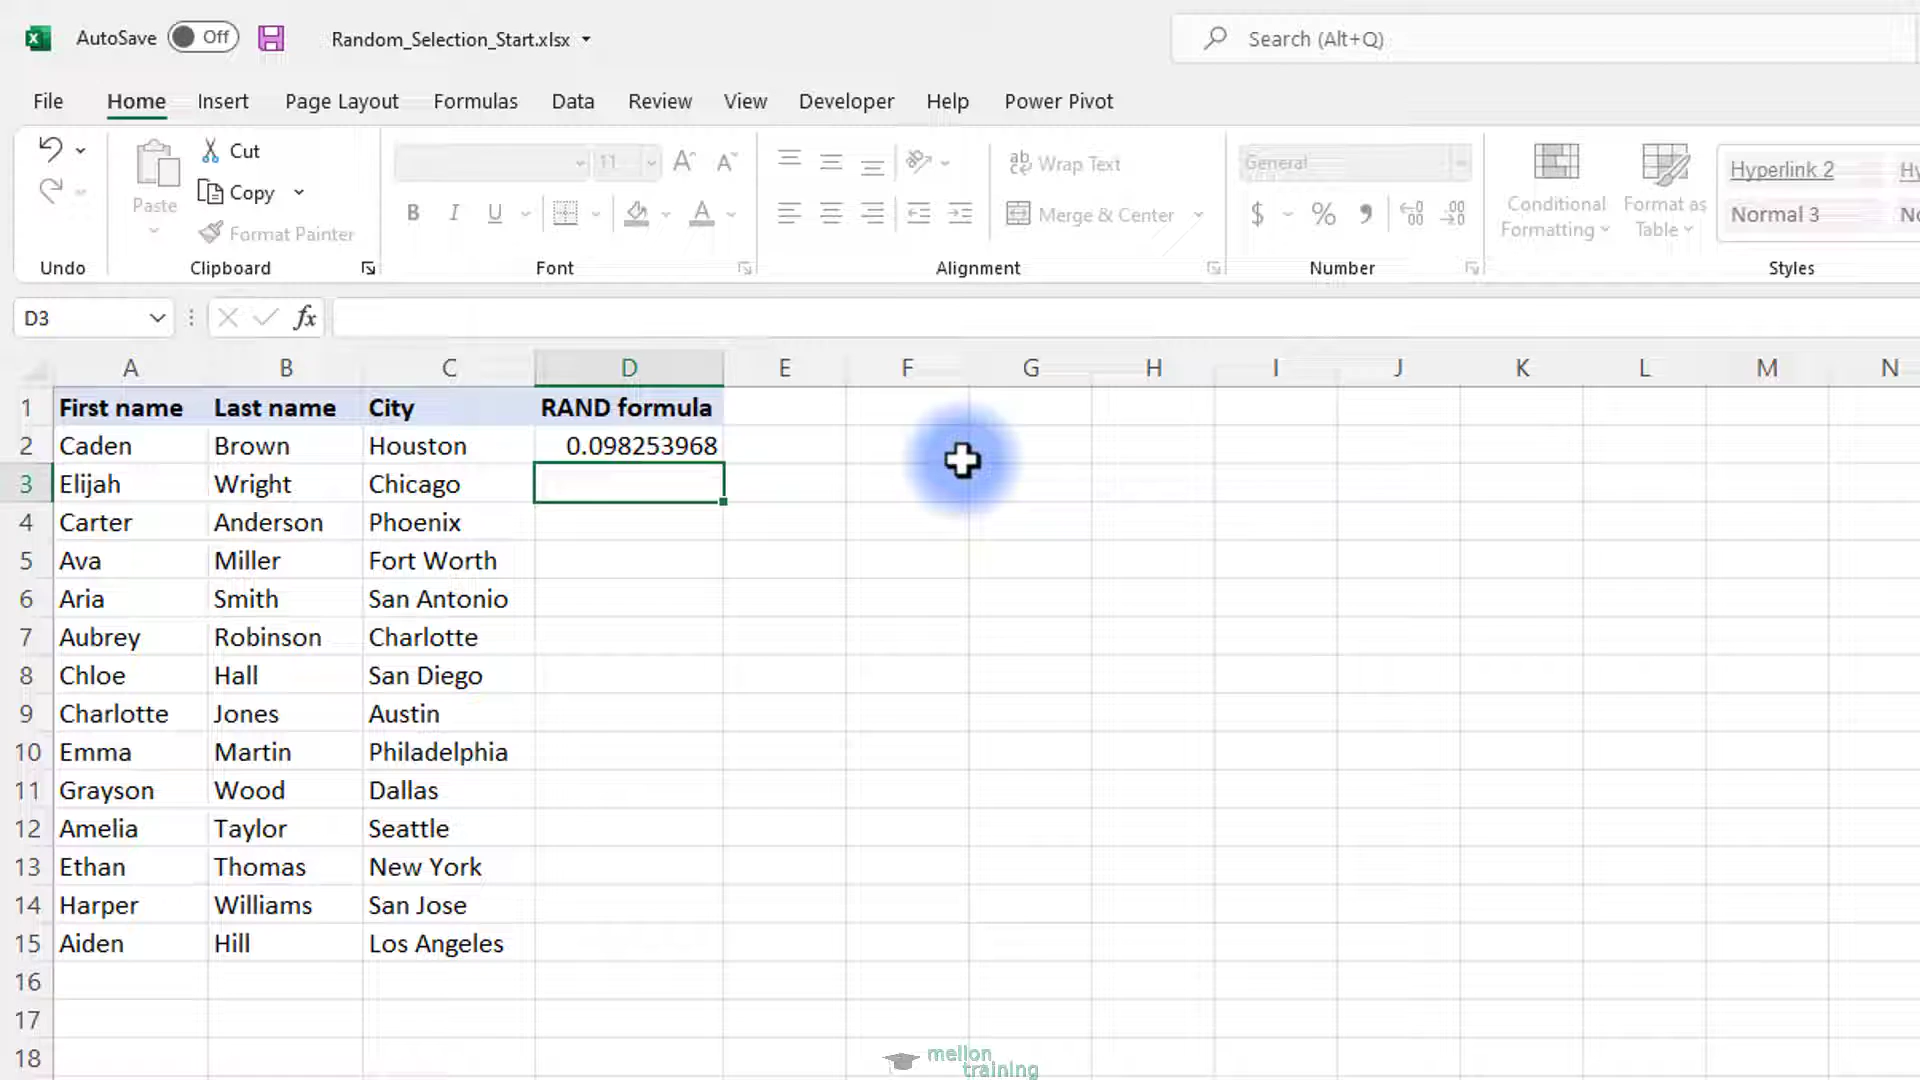 AutoSave Off Random_Selection_Start.xlsx Search (Alt+Q)
File Home Insert Page Layout Formulas Data Review View Developer Help Power Pivot
Paste
Cut
Copy
Format Painter
11
B I U
Wrap Text
Merge & Center
General
$ %
Conditional Formatting
Format as Table
Hyperlink 2
Normal 3
Undo Clipboard Font Alignment Number Styles
D3 fx
A B C D E F G H I J K L M N
1 First name Last name City RAND formula
2 Caden Brown Houston 0.098253968
3 Elijah Wright Chicago
4 Carter Anderson Phoenix
5 Ava Miller Fort Worth
6 Aria Smith San Antonio
7 Aubrey Robinson Charlotte
8 Chloe Hall San Diego
9 Charlotte Jones Austin
10 Emma Martin Philadelphia
11 Grayson Wood Dallas
12 Amelia Taylor Seattle
13 Ethan Thomas New York
14 Harper Williams San Jose
15 Aiden Hill Los Angeles
16
17
18
mellon
training